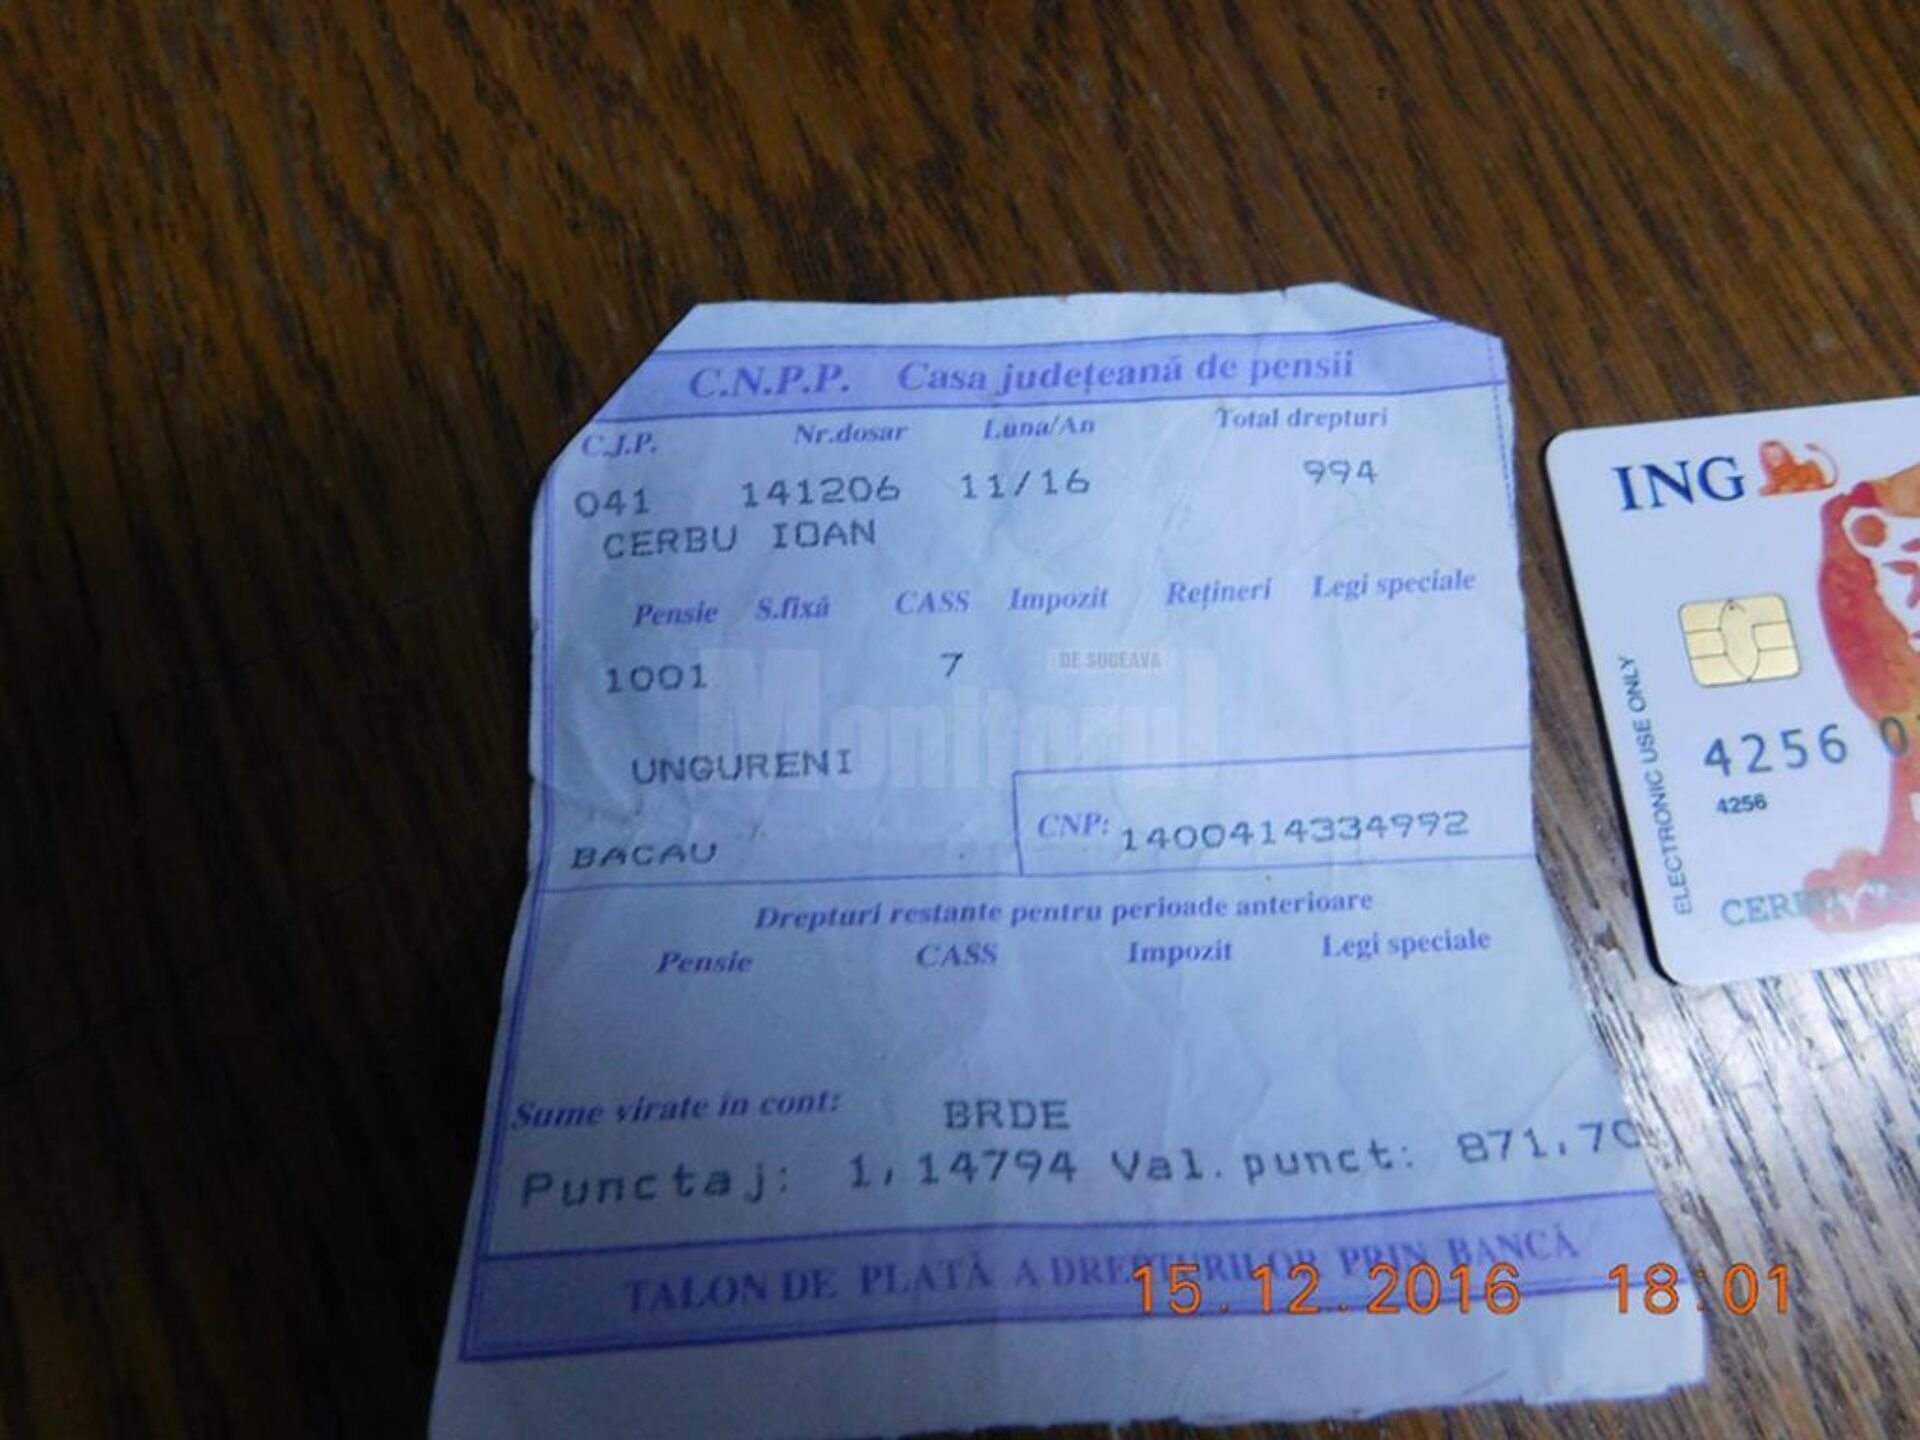 C.N.P.P. Casa județeană de pensii
C.J.P. Nr.dosar Luna/An Total drepturi
041 141206 11/16 994
CERBU IOAN
Pensie S.fixă CASS Impozit Rețineri Legi speciale
1001 7
DE SUCEAVA
Monitorul
UNGURENI
CNP: 1400414334992
BACAU
Drepturi restante pentru perioade anterioare
Pensie CASS Impozit Legi speciale
Sume virate în cont: BRDE
Punctaj: 1,14794 Val.punct: 871,70
TALON DE PLATĂ A DREPTURILOR PRIN BANCĂ
15.12.2016 18:01
ING
ELECTRONIC USE ONLY
4256
4256